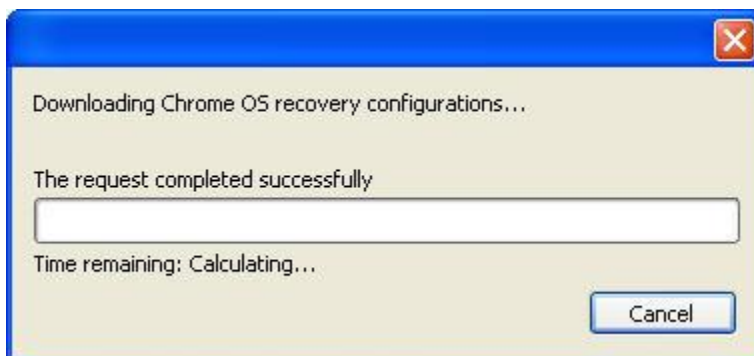 Downloading Chrome OS recovery configurations...
The request completed successfully
Time remaining: Calculating...
Cancel